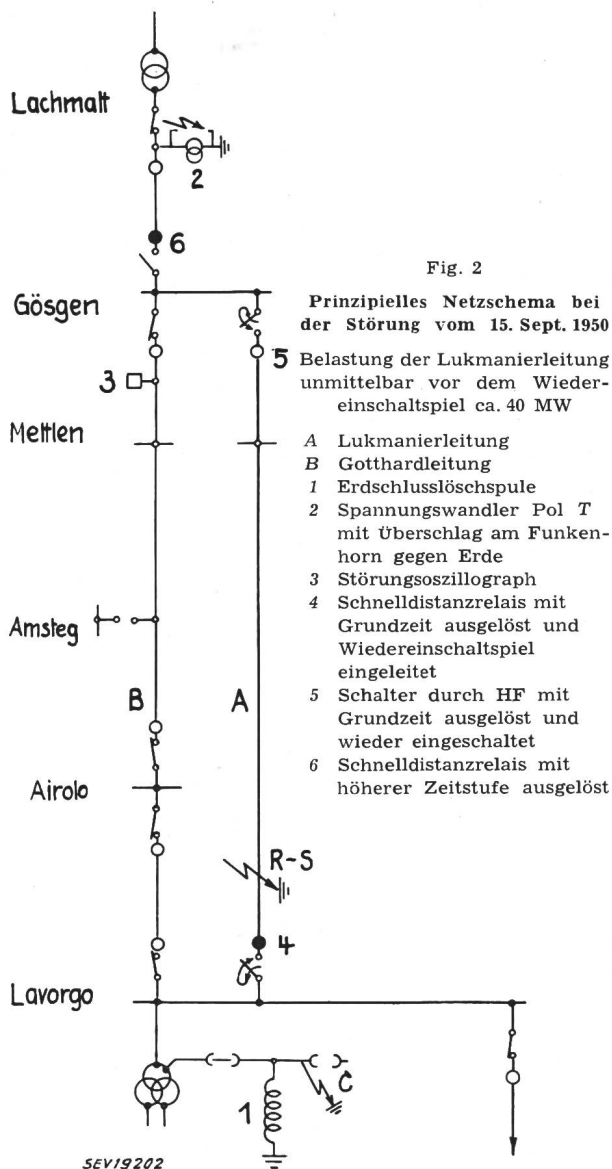 Lachmatt
2
6
Gösgen
5
3
Mettlen
Amsteg
B
A
Airolo
R-S
4
Lavorgo
1
C
SEV19202
Fig. 2
Prinzipielles Netzschema bei
der Störung vom 15. Sept. 1950
Belastung der Lukmanierleitung
unmittelbar vor dem Wieder-
einschaltspiel ca. 40 MW
A Lukmanierleitung
B Gotthardleitung
1 Erdschlusslöschspule
2 Spannungswandler Pol T
mit Überschlag am Funken-
horn gegen Erde
3 Störungsoszillograph
4 Schnelldistanzrelais mit
Grundzeit ausgelöst und
Wiedereinschaltspiel
eingeleitet
5 Schalter durch HF mit
Grundzeit ausgelöst und
wieder eingeschaltet
6 Schnelldistanzrelais mit
höherer Zeitstufe ausgelöst